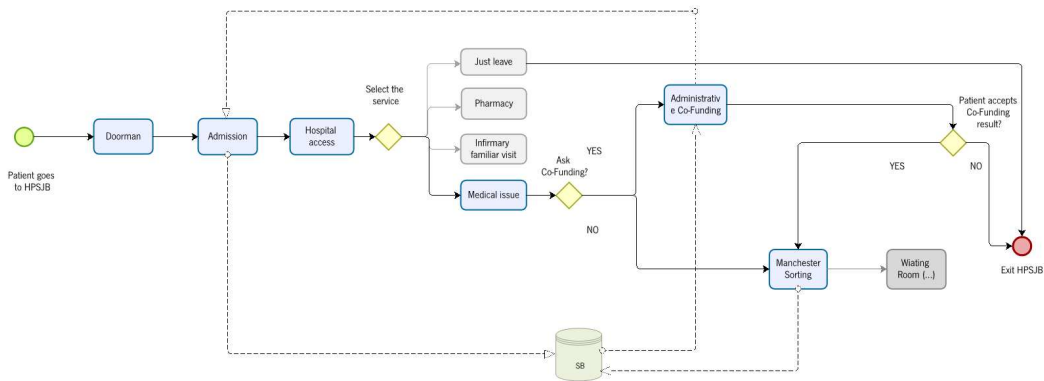 Just leave
Select the
service
Pharmacy
Administrativ
e Co-Funding
Patient accepts
Co-Funding
result?
Doorman
Admission
Hospital
access
Infirmary
familiar visit
YES
Ask
Co-Funding?
YES
NO
Patient goes
to HPSJB
Medical issue
NO
Manchester
Sorting
Wiating
Room (...)
Exit HPSJB
SB